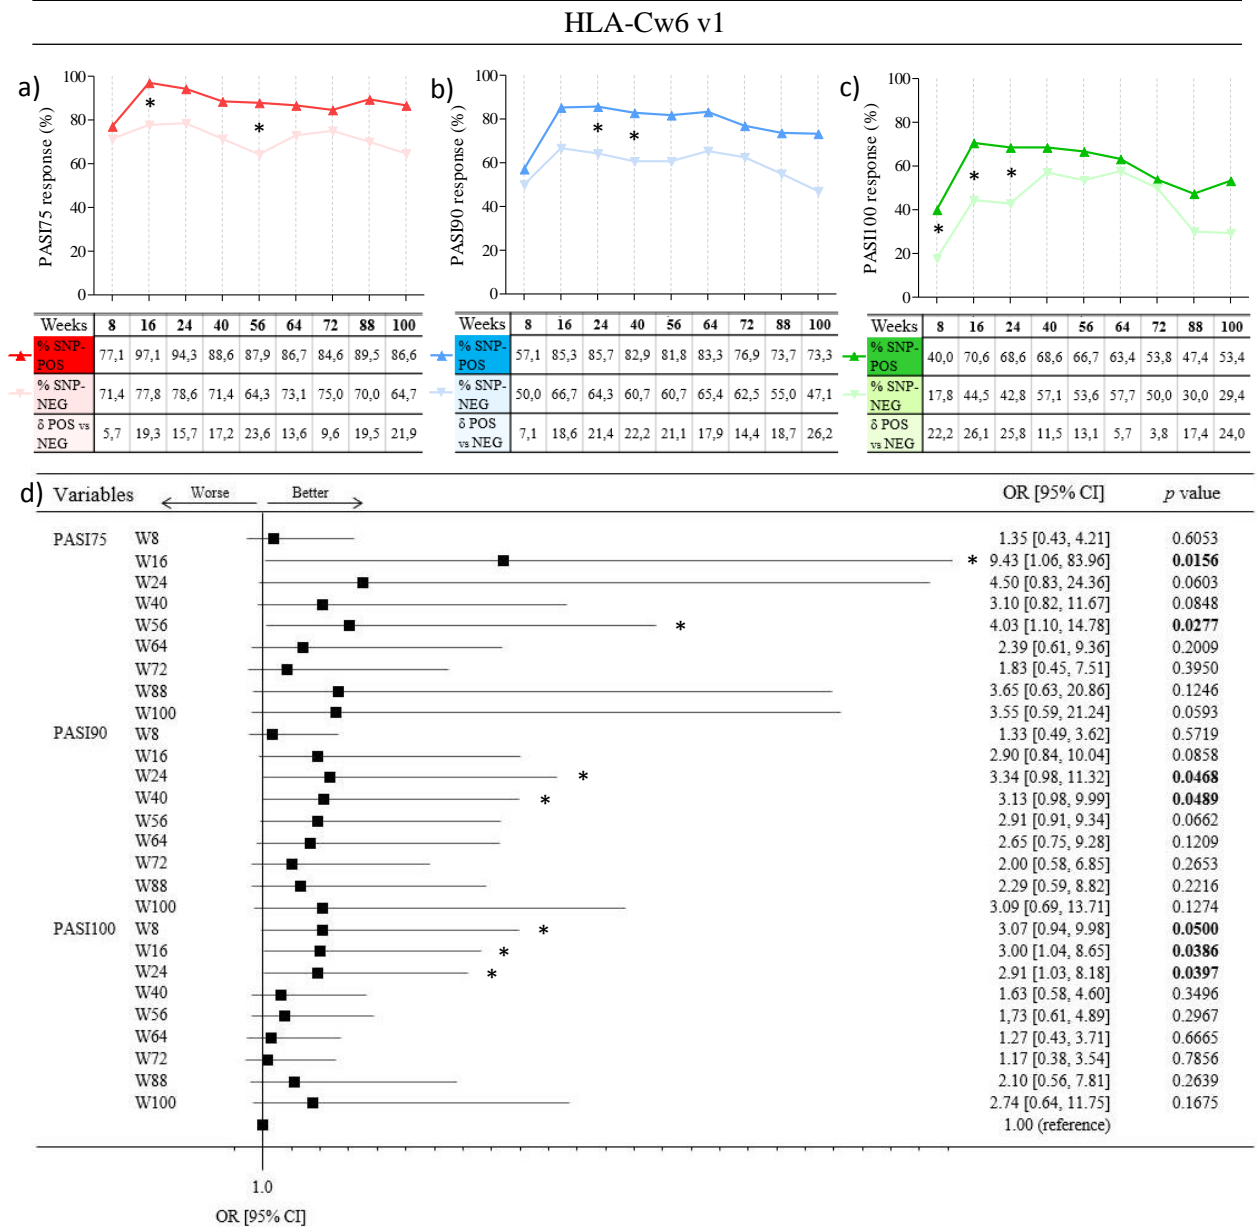 HLA-Cw6 v1
a)
PASI75 response (%)
100
80
60
40
20
0
*
*
Weeks 8 16 24 40 56 64 72 88 100
% SNP-POS 77,1 97,1 94,3 88,6 87,9 86,7 84,6 89,5 86,6
% SNP-NEG 71,4 77,8 78,6 71,4 64,3 73,1 75,0 70,0 64,7
δ POS vs NEG 5,7 19,3 15,7 17,2 23,6 13,6 9,6 19,5 21,9
b)
PASI90 response (%)
100
80
60
40
20
0
*
*
Weeks 8 16 24 40 56 64 72 88 100
% SNP-POS 57,1 85,3 85,7 82,9 81,8 83,3 76,9 73,7 73,3
% SNP-NEG 50,0 66,7 64,3 60,7 60,7 65,4 62,5 55,0 47,1
δ POS vs NEG 7,1 18,6 21,4 22,2 21,1 17,9 14,4 18,7 26,2
c)
PASI100 response (%)
100
80
60
40
20
0
*
*
*
Weeks 8 16 24 40 56 64 72 88 100
% SNP-POS 40,0 70,6 68,6 68,6 66,7 63,4 53,8 47,4 53,4
% SNP-NEG 17,8 44,5 42,8 57,1 53,6 57,7 50,0 30,0 29,4
δ POS vs NEG 22,2 26,1 25,8 11,5 13,1 5,7 3,8 17,4 24,0
d)
Variables Worse Better OR [95% CI] p value
PASI75 W8 1.35 [0.43, 4.21] 0.6053
W16 * 9.43 [1.06, 83.96] 0.0156
W24 4.50 [0.83, 24.36] 0.0603
W40 3.10 [0.82, 11.67] 0.0848
W56 * 4.03 [1.10, 14.78] 0.0277
W64 2.39 [0.61, 9.36] 0.2009
W72 1.83 [0.45, 7.51] 0.3950
W88 3.65 [0.63, 20.86] 0.1246
W100 3.55 [0.59, 21.24] 0.0593
PASI90 W8 1.33 [0.49, 3.62] 0.5719
W16 2.90 [0.84, 10.04] 0.0858
W24 * 3.34 [0.98, 11.32] 0.0468
W40 * 3.13 [0.98, 9.99] 0.0489
W56 2.91 [0.91, 9.34] 0.0662
W64 2.65 [0.75, 9.28] 0.1209
W72 2.00 [0.58, 6.85] 0.2653
W88 2.29 [0.59, 8.82] 0.2216
W100 3.09 [0.69, 13.71] 0.1274
PASI100 W8 * 3.07 [0.94, 9.98] 0.0500
W16 * 3.00 [1.04, 8.65] 0.0386
W24 * 2.91 [1.03, 8.18] 0.0397
W40 1.63 [0.58, 4.60] 0.3496
W56 1,73 [0.61, 4.89] 0.2967
W64 1.27 [0.43, 3.71] 0.6665
W72 1.17 [0.38, 3.54] 0.7856
W88 2.10 [0.56, 7.81] 0.2639
W100 2.74 [0.64, 11.75] 0.1675
1.00 (reference)
1.0
OR [95% CI]